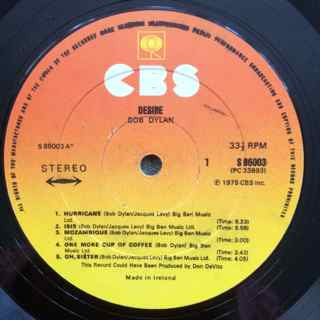 CBS
DESIRE
BOB DYLAN
S 86003 A
33⅓ RPM
STEREO
1
S 86003
(PC 33893)
℗ 1975 CBS Inc.
1. HURRICANE (Bob Dylan/Jacques Levy) Big Ben Music Ltd. (Time: 8.33)
2. ISIS (Bob Dylan/Jacques Levy) Big Ben Music Ltd. (Time: 6.58)
3. MOZAMBIQUE (Bob Dylan/Jacques Levy) Big Ben Music Ltd. (Time: 3.00)
4. ONE MORE CUP OF COFFEE (Bob Dylan) Big Ben Music Ltd. (Time: 3.43)
5. OH, SISTER (Bob Dylan/Jacques Levy) Big Ben Music Ltd. (Time: 4.05)
This Record Could Have Been Produced by Don DeVito
Made in Ireland